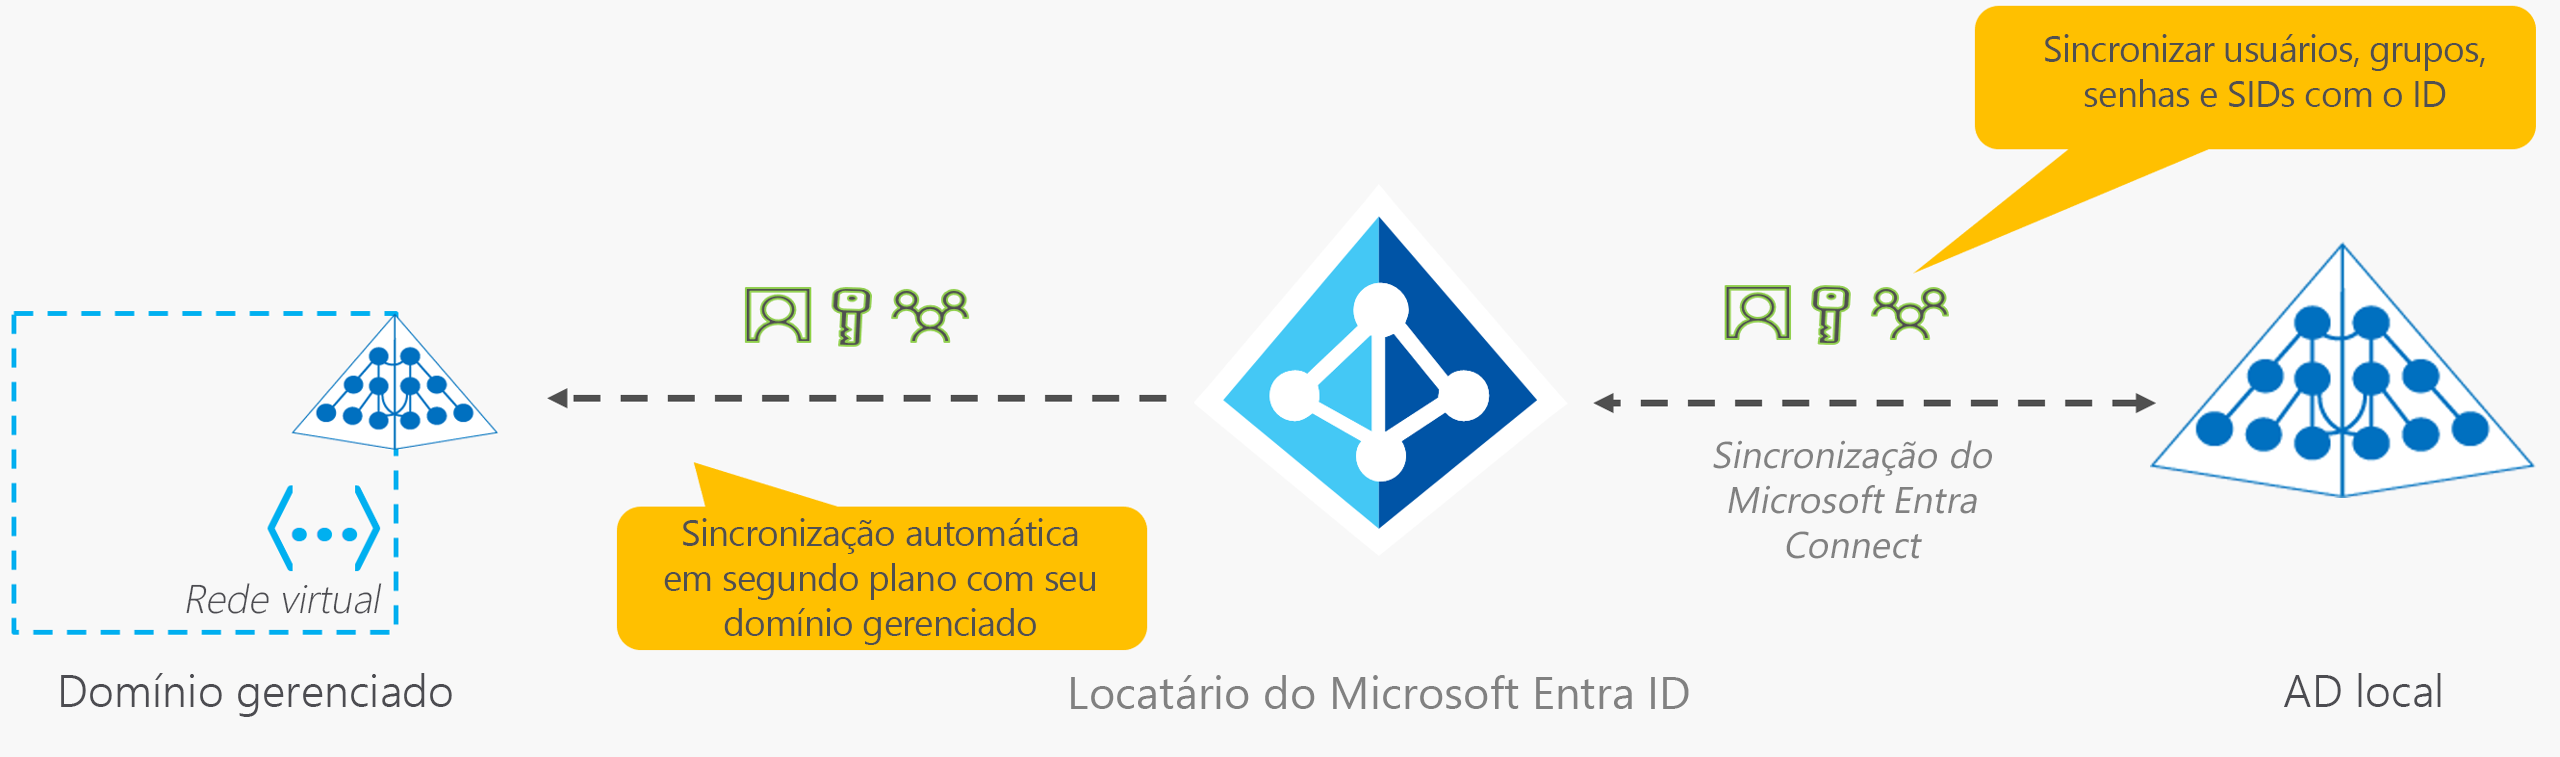 Sincronizar usuários, grupos,
senhas e SIDs com o ID
Sincronização do
Microsoft Entra
Connect
Sincronização automática
em segundo plano com seu
domínio gerenciado
Rede virtual
Domínio gerenciado
Locatário do Microsoft Entra ID
AD local